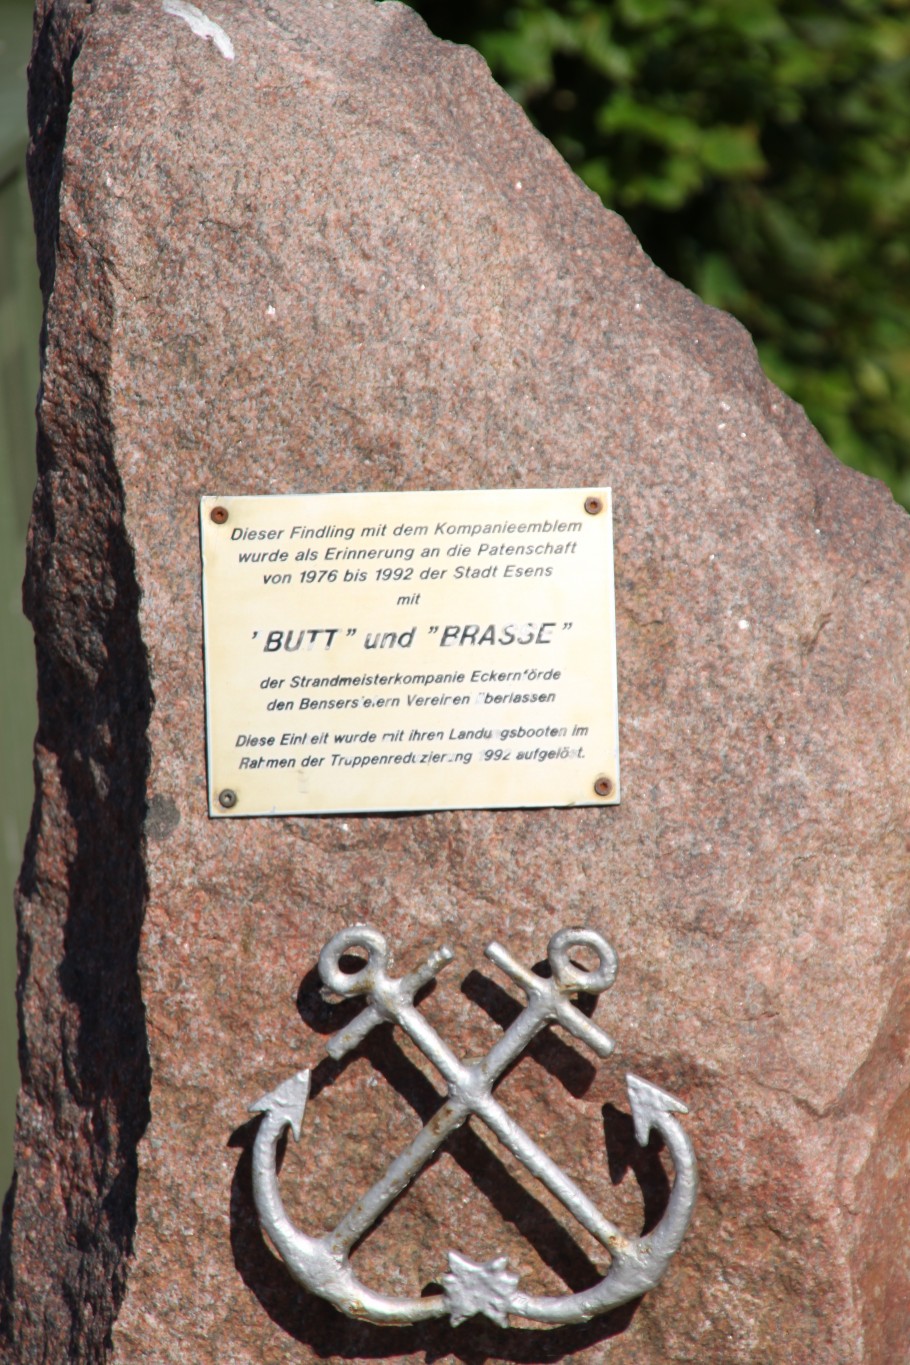 Dieser Findling mit dem Kompanieemblem
wurde als Erinnerung an die Patenschaft
von 1976 bis 1992 der Stadt Esens
mit
"BUTT" und "BRASSE"
der Strandmeisterkompanie Eckernförde
den Bensersieler Vereinen überlassen
Diese Einheit wurde mit ihren Landungsbooten im
Rahmen der Truppenreduzierung 1992 aufgelöst.